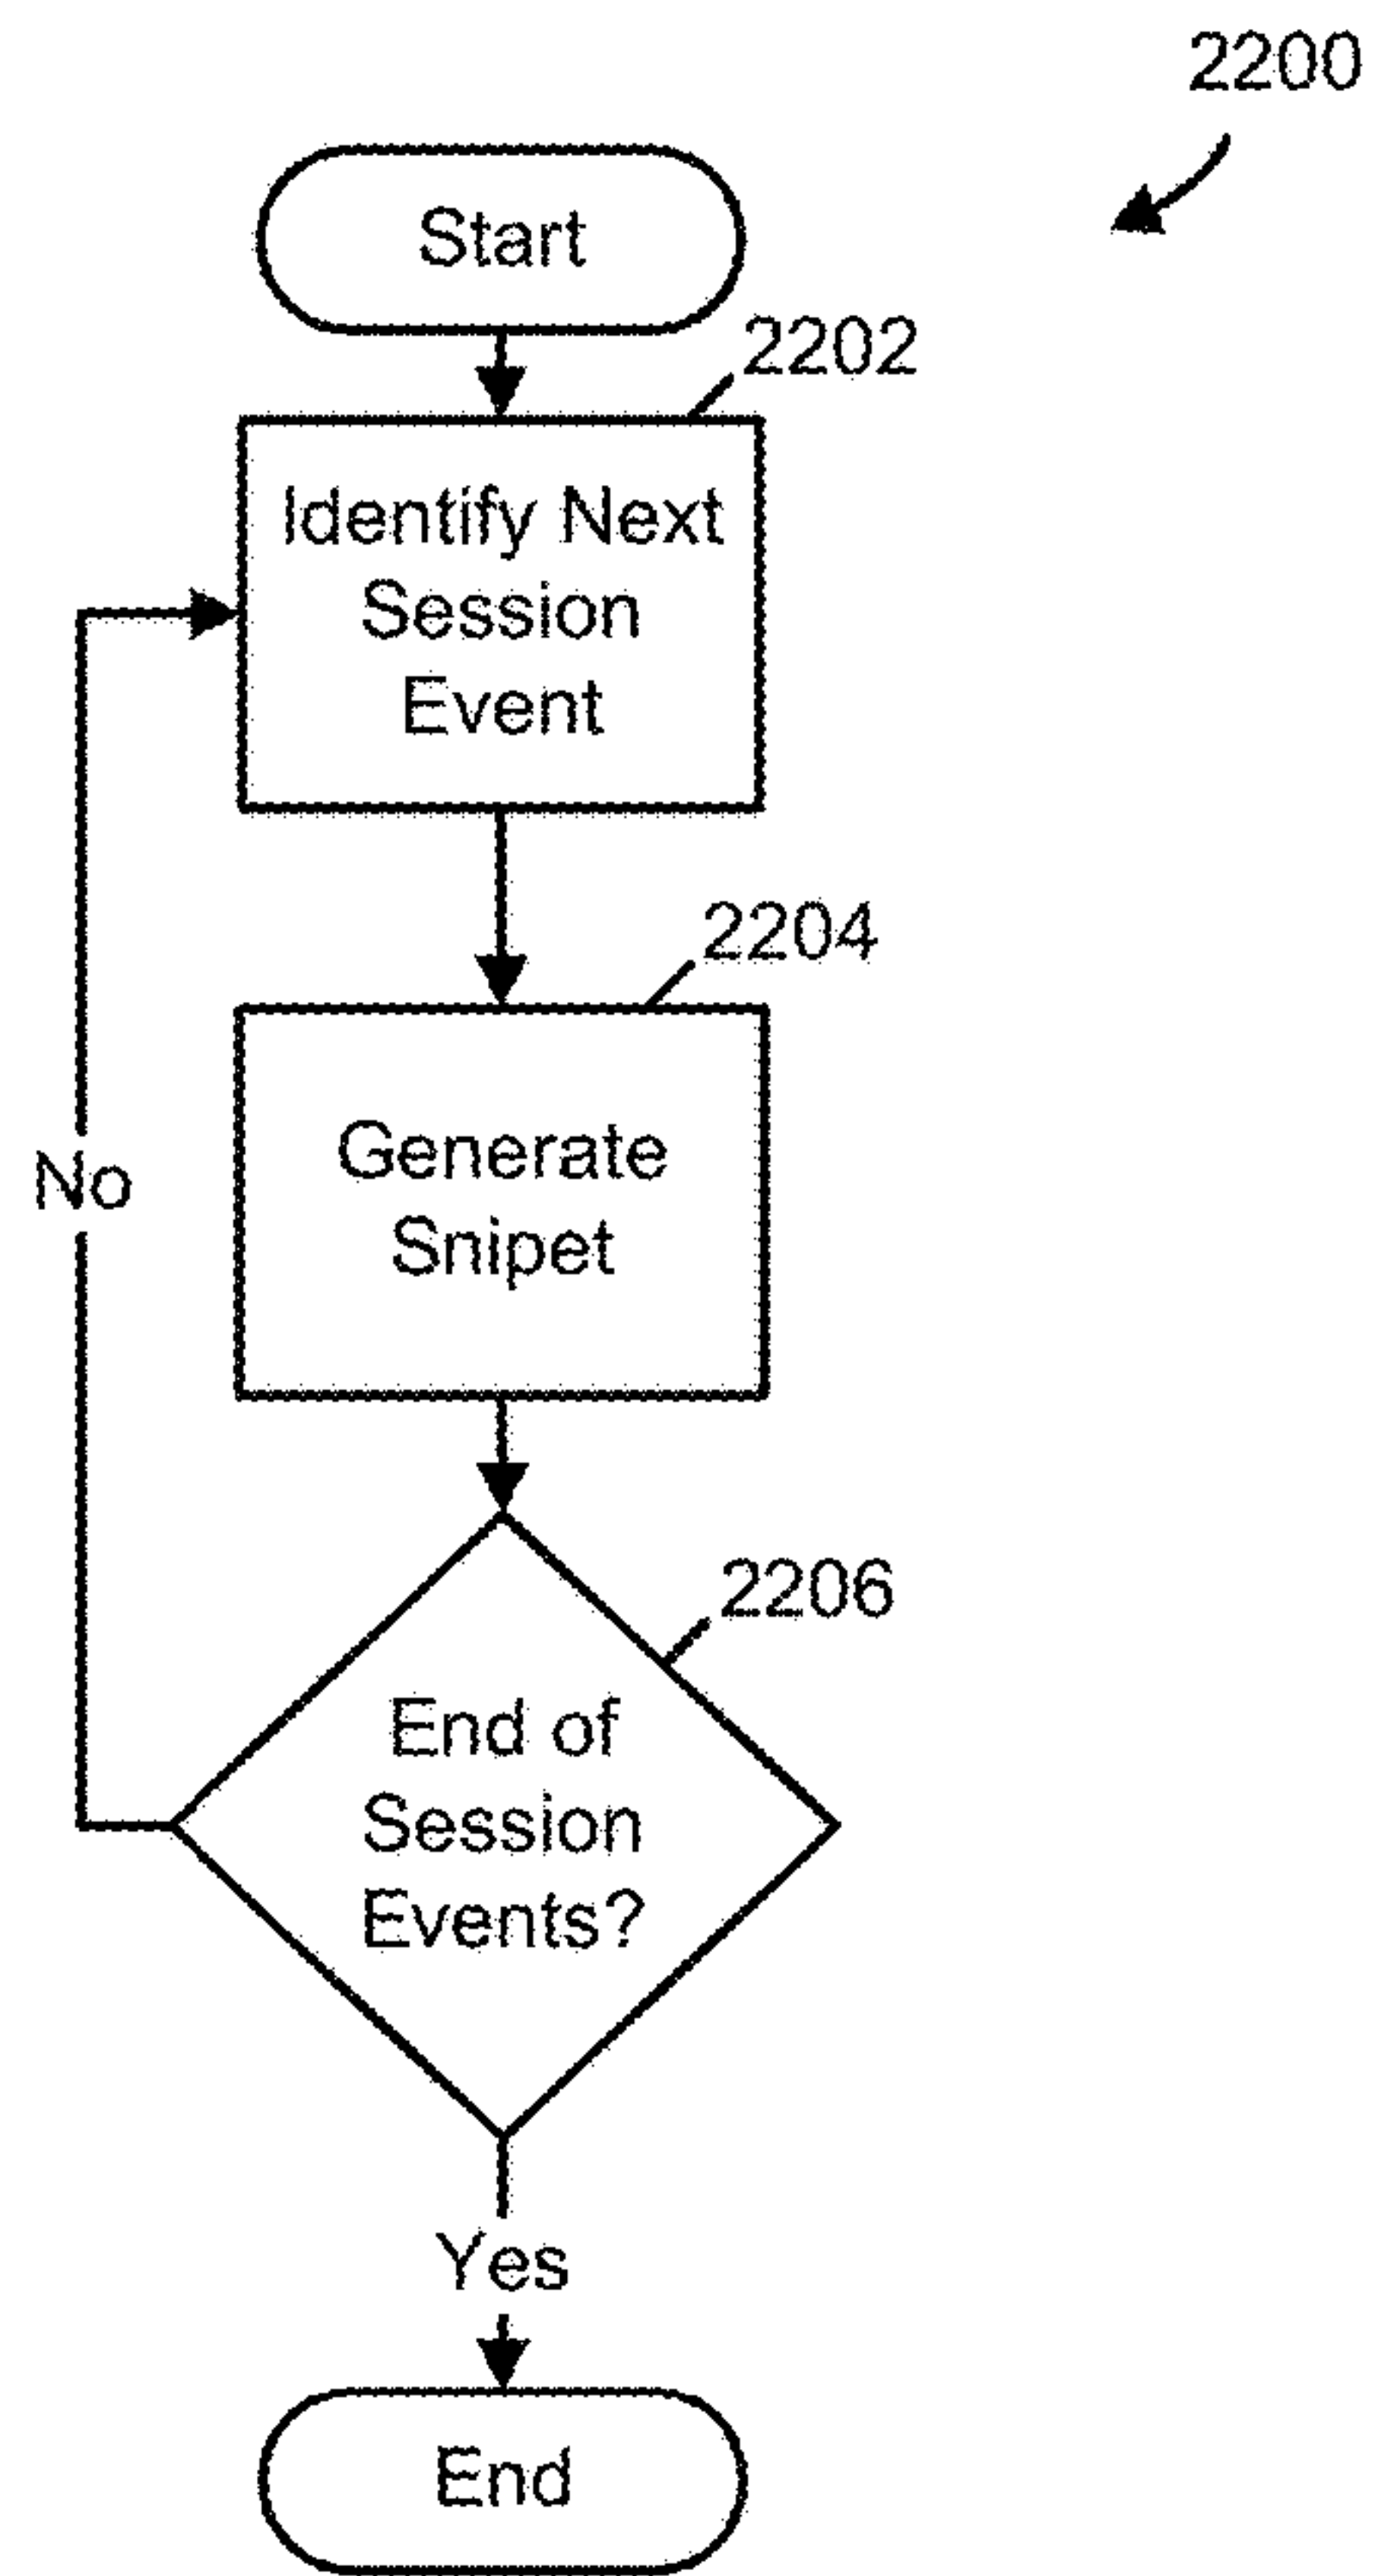 2200
Start
2202
Identify Next
Session
Event
2204
Generate
Snipet
No
2206
End of
Session
Events?
Yes
End